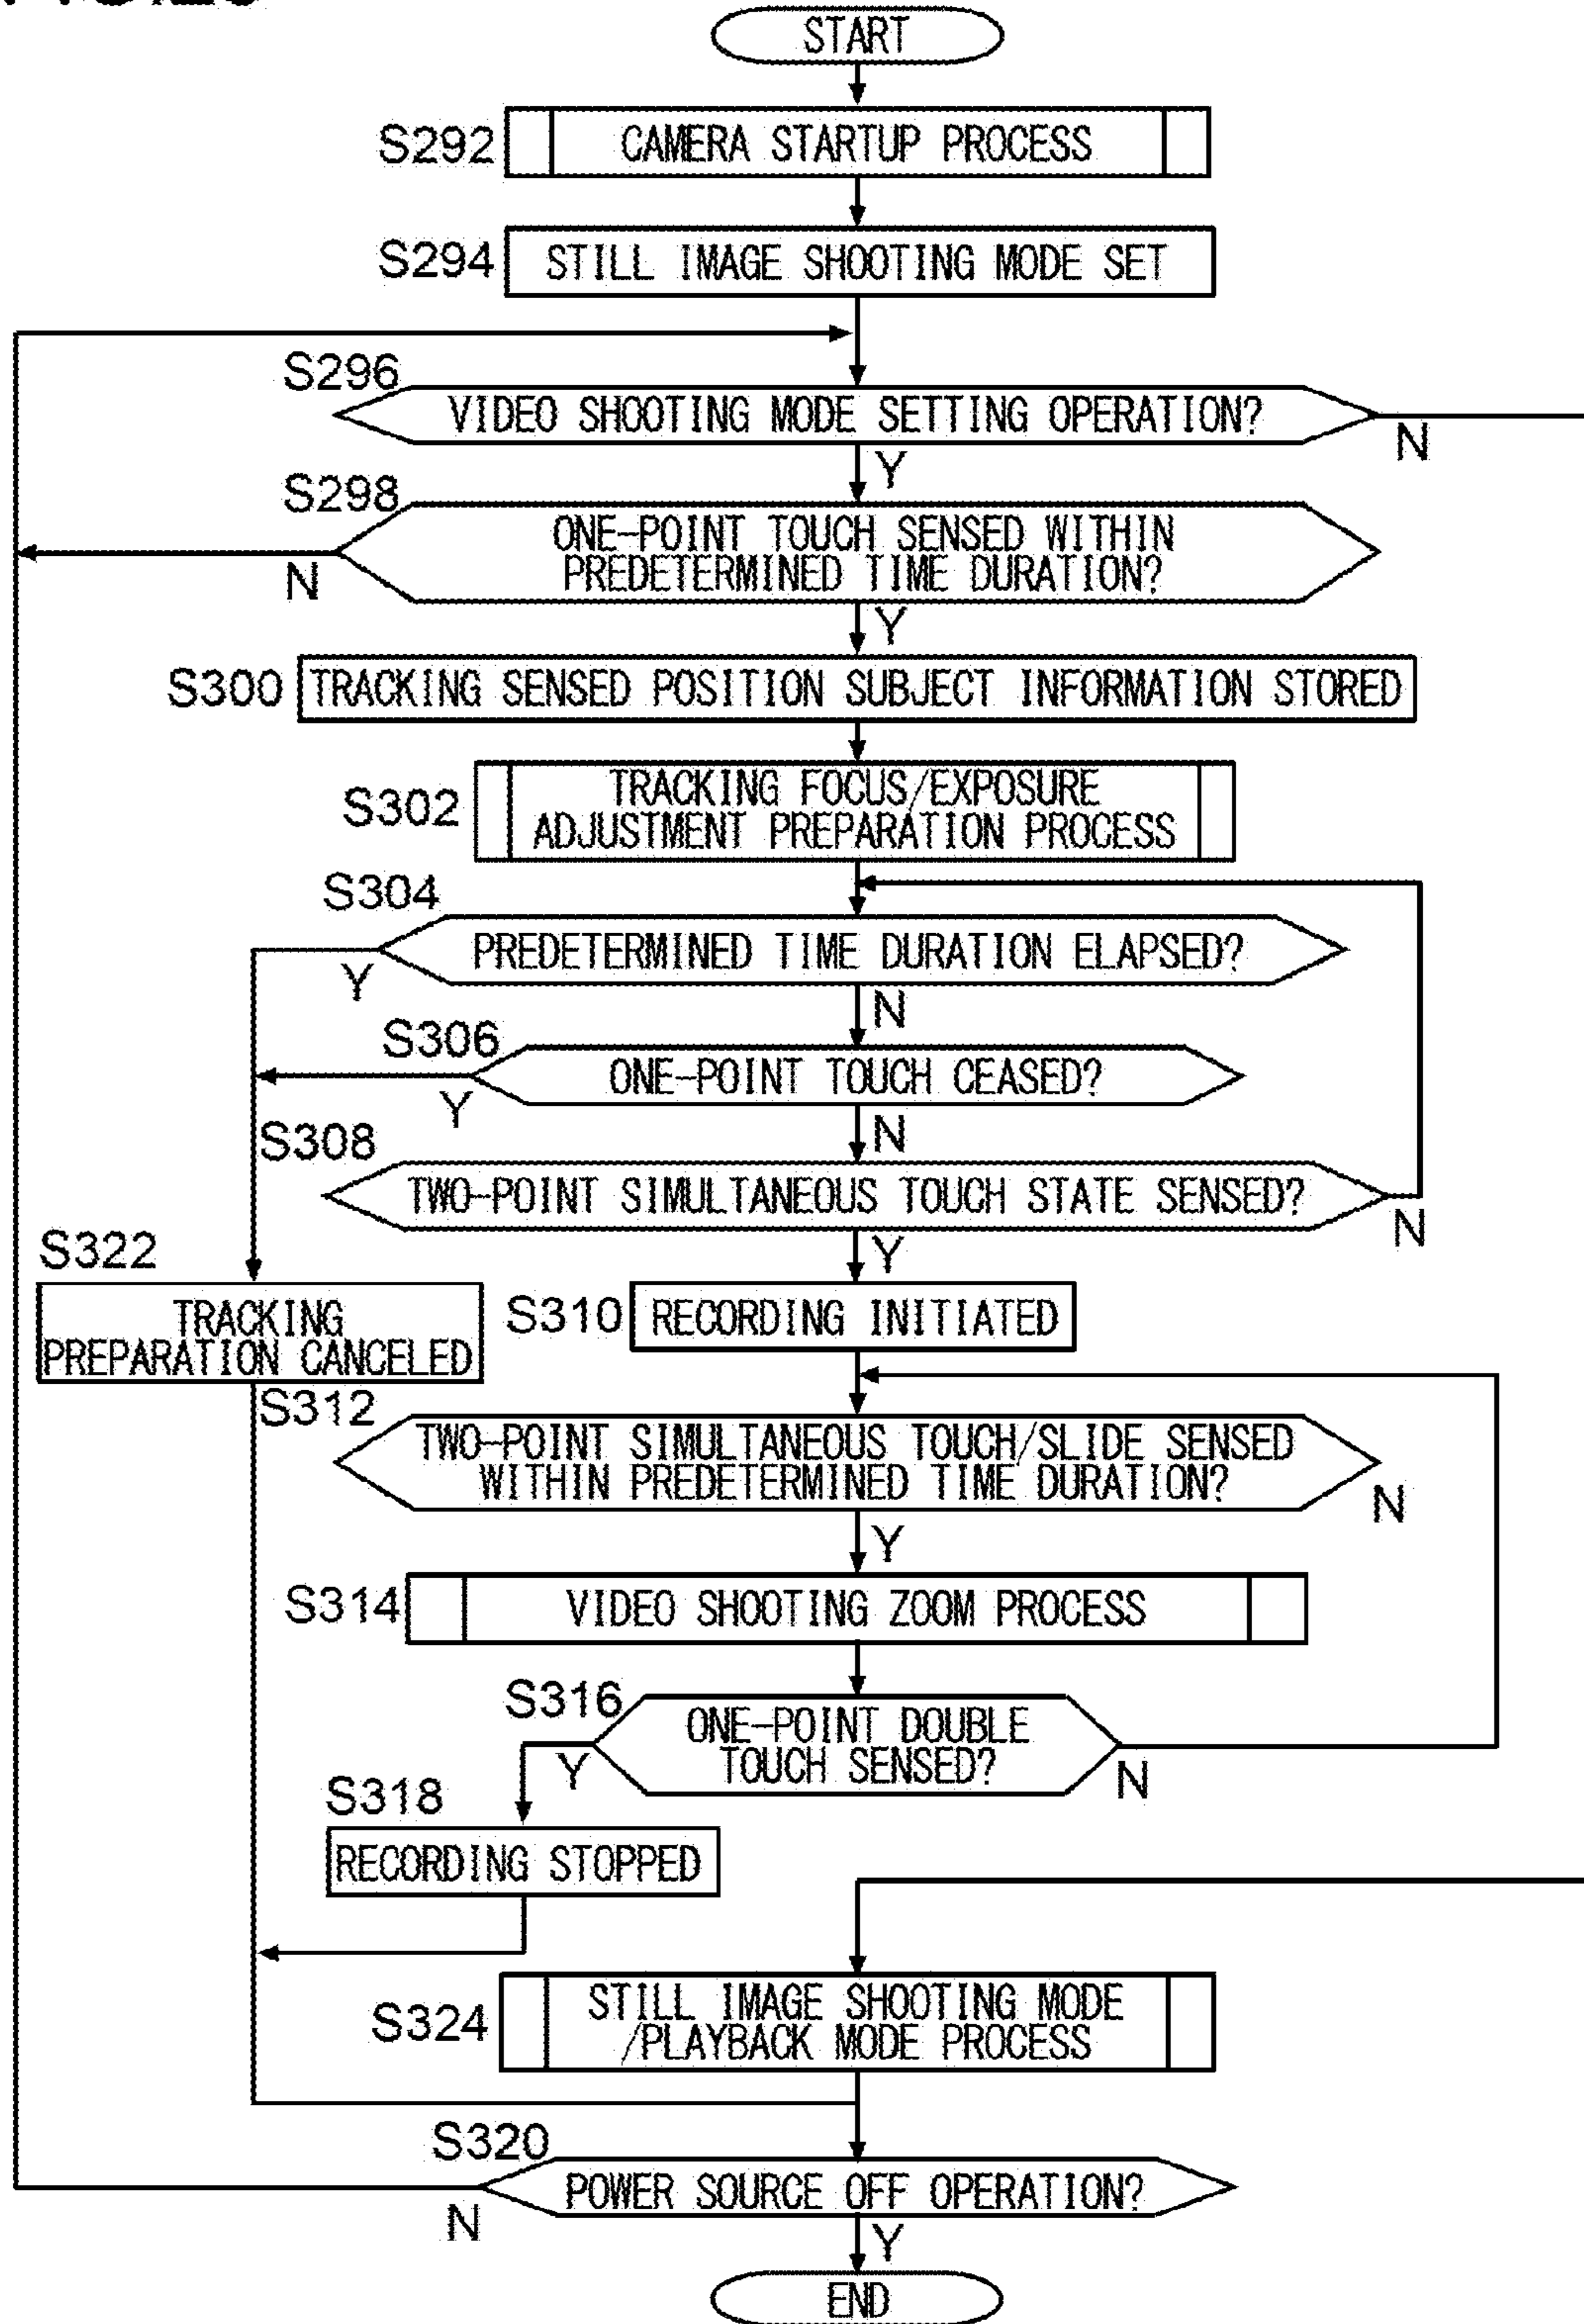 START
S292
CAMERA STARTUP PROCESS
S294
STILL IMAGE SHOOTING MODE SET
S296
VIDEO SHOOTING MODE SETTING OPERATION?
N
Y
S298
ONE-POINT TOUCH SENSED WITHIN
PREDETERMINED TIME DURATION?
N
Y
S300
TRACKING SENSED POSITION SUBJECT INFORMATION STORED
S302
TRACKING FOCUS/EXPOSURE
ADJUSTMENT PREPARATION PROCESS
S304
PREDETERMINED TIME DURATION ELAPSED?
Y
N
S306
ONE-POINT TOUCH CEASED?
Y
N
S308
TWO-POINT SIMULTANEOUS TOUCH STATE SENSED?
N
Y
S322
TRACKING
PREPARATION CANCELED
S310
RECORDING INITIATED
S312
TWO-POINT SIMULTANEOUS TOUCH/SLIDE SENSED
WITHIN PREDETERMINED TIME DURATION?
N
Y
S314
VIDEO SHOOTING ZOOM PROCESS
S316
ONE-POINT DOUBLE
TOUCH SENSED?
Y
N
S318
RECORDING STOPPED
S324
STILL IMAGE SHOOTING MODE
/PLAYBACK MODE PROCESS
S320
POWER SOURCE OFF OPERATION?
N
Y
END